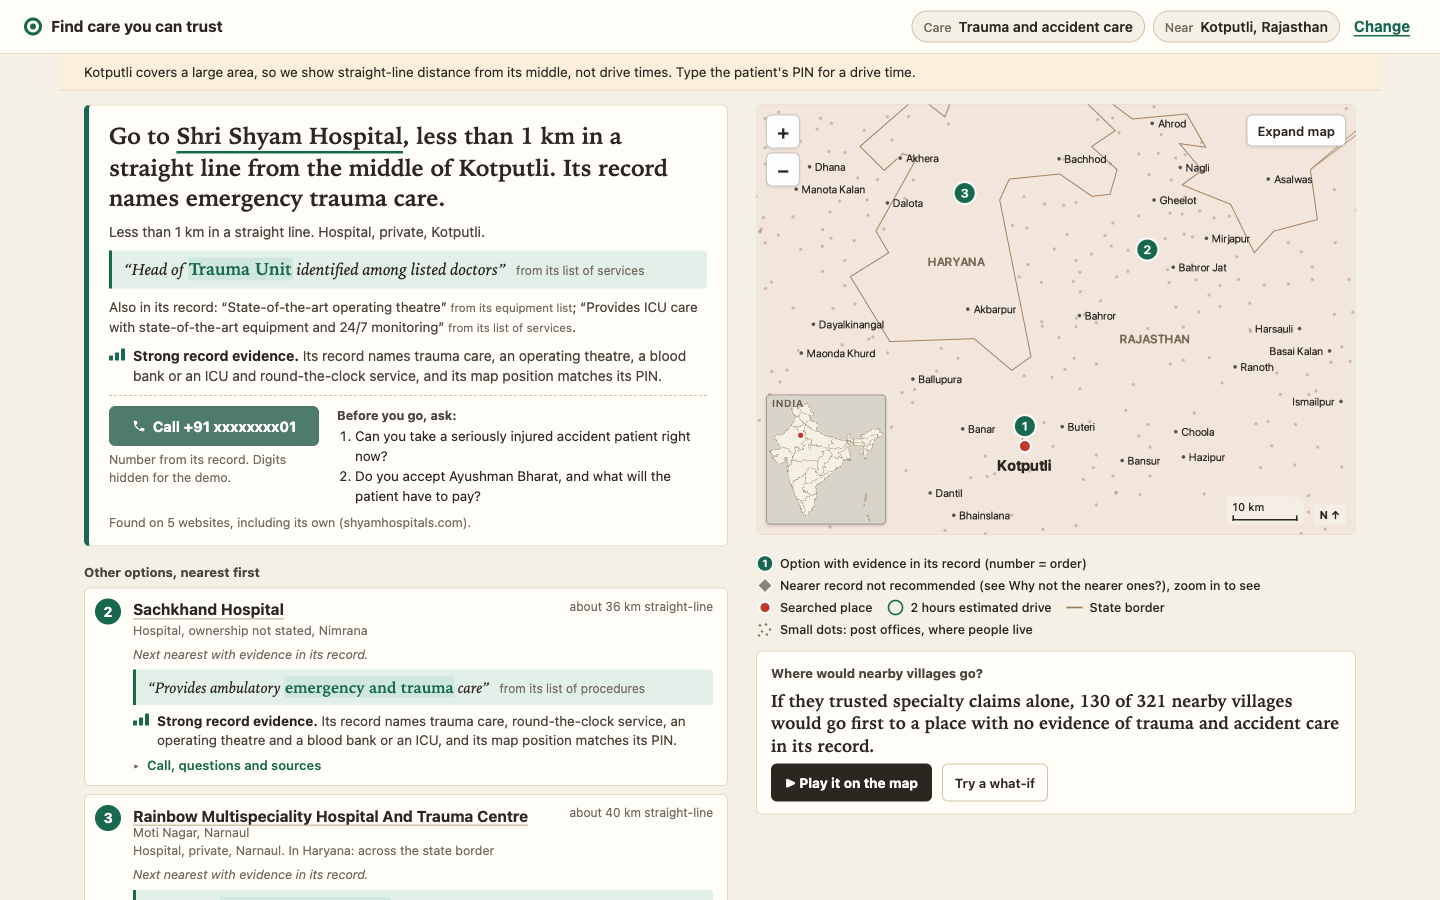 Find care you can trust
Care Trauma and accident care
Near Kotputli, Rajasthan
Change
Kotputli covers a large area, so we show straight-line distance from its middle, not drive times. Type the patient's PIN for a drive time.
Go to Shri Shyam Hospital, less than 1 km in a
straight line from the middle of Kotputli. Its record
names emergency trauma care.
Less than 1 km in a straight line. Hospital, private, Kotputli.
“Head of Trauma Unit identified among listed doctors” from its list of services
Also in its record: “State-of-the-art operating theatre” from its equipment list; “Provides ICU care
with state-of-the-art equipment and 24/7 monitoring” from its list of services.
Strong record evidence. Its record names trauma care, an operating theatre, a blood
bank or an ICU and round-the-clock service, and its map position matches its PIN.
Call +91 xxxxxxxx01
Number from its record. Digits
hidden for the demo.
Before you go, ask:
1. Can you take a seriously injured accident patient right
now?
2. Do you accept Ayushman Bharat, and what will the
patient have to pay?
Found on 5 websites, including its own (shyamhospitals.com).
Other options, nearest first
2
Sachkhand Hospital
about 36 km straight-line
Hospital, ownership not stated, Nimrana
Next nearest with evidence in its record.
“Provides ambulatory emergency and trauma care” from its list of procedures
Strong record evidence. Its record names trauma care, round-the-clock service, an
operating theatre and a blood bank or an ICU, and its map position matches its PIN.
Call, questions and sources
3
Rainbow Multispeciality Hospital And Trauma Centre
about 40 km straight-line
Moti Nagar, Narnaul
Hospital, private, Narnaul. In Haryana: across the state border
Next nearest with evidence in its record.
+
−
Expand map
Ahrod
Akhera
Bachhod
Dhana
Nagli
Asalwas
Manota Kalan
3
Dalota
Gheelot
Mirjapur
2
HARYANA
Bahror Jat
Akbarpur
Bahror
Dayalkinangal
Harsauli
RAJASTHAN
Maonda Khurd
Basai Kalan
Ranoth
Ballupura
Ismailpur
INDIA
1
Banar
Buteri
Choola
Kotputli
Bansur
Hazipur
Dantil
Bhainslana
10 km
N ↑
1 Option with evidence in its record (number = order)
Nearer record not recommended (see Why not the nearer ones?), zoom in to see
Searched place
2 hours estimated drive
State border
Small dots: post offices, where people live
Where would nearby villages go?
If they trusted specialty claims alone, 130 of 321 nearby villages
would go first to a place with no evidence of trauma and accident care
in its record.
Play it on the map
Try a what-if